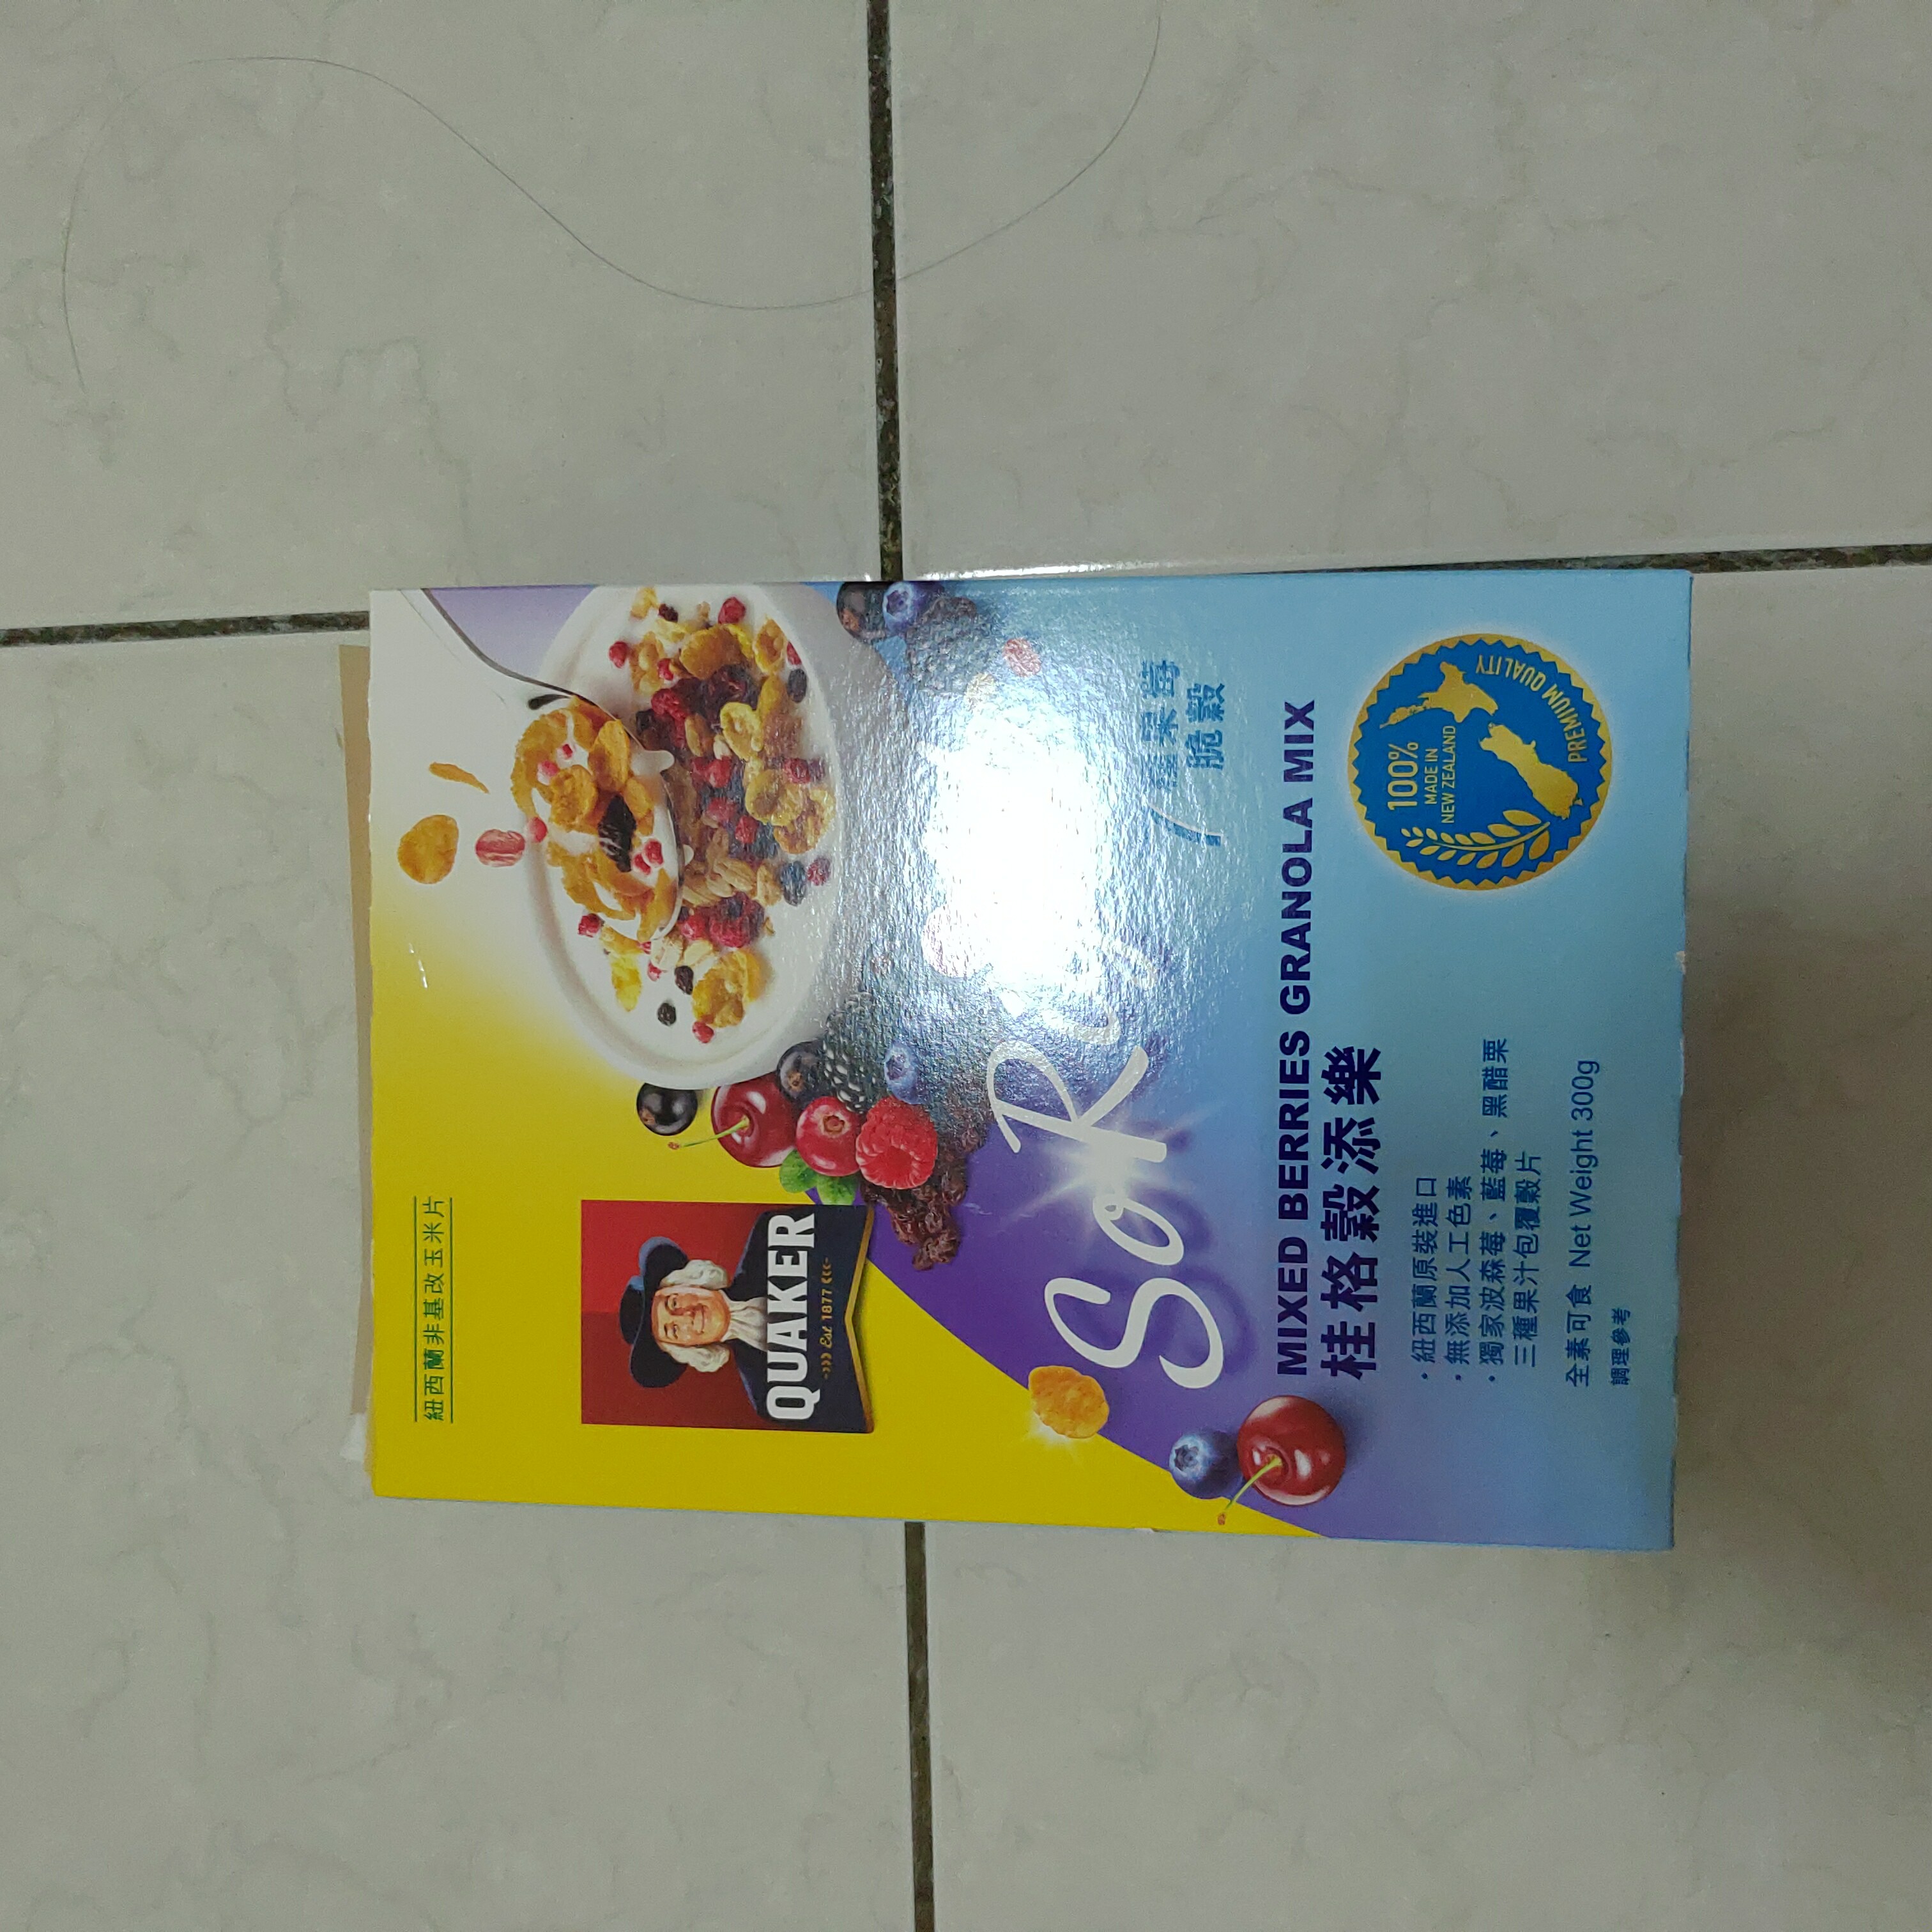 紐西蘭非基改玉米片
QUAKER
Est 1877
So
7
果莓
脆穀
MIXED BERRIES GRANOLA MIX
桂格穀添樂
・紐西蘭原裝進口
・無添加人工色素
・獨家波森莓、藍莓、黑醋栗
三種果汁包覆穀片
全素可食 Net Weight 300g
調理參考
100%
MADE IN
NEW ZEALAND
PREMIUM QUALITY